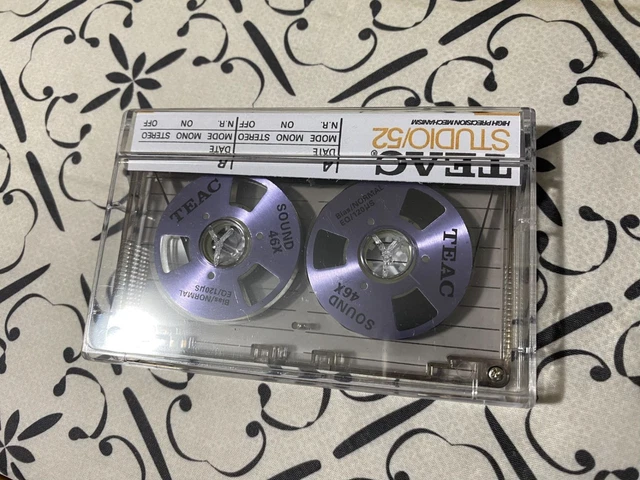 TEAC®
STUDIO/52
HIGH PRECISION MECHANISM
A
DATE
MODE MONO STEREO
N.R. ON OFF
B
DATE
MODE MONO STEREO
N.R. ON OFF
TEAC
SOUND
46X
Bias/NORMAL
EQ/120µS
TEAC
SOUND
46X
Bias/NORMAL
EQ/120µS